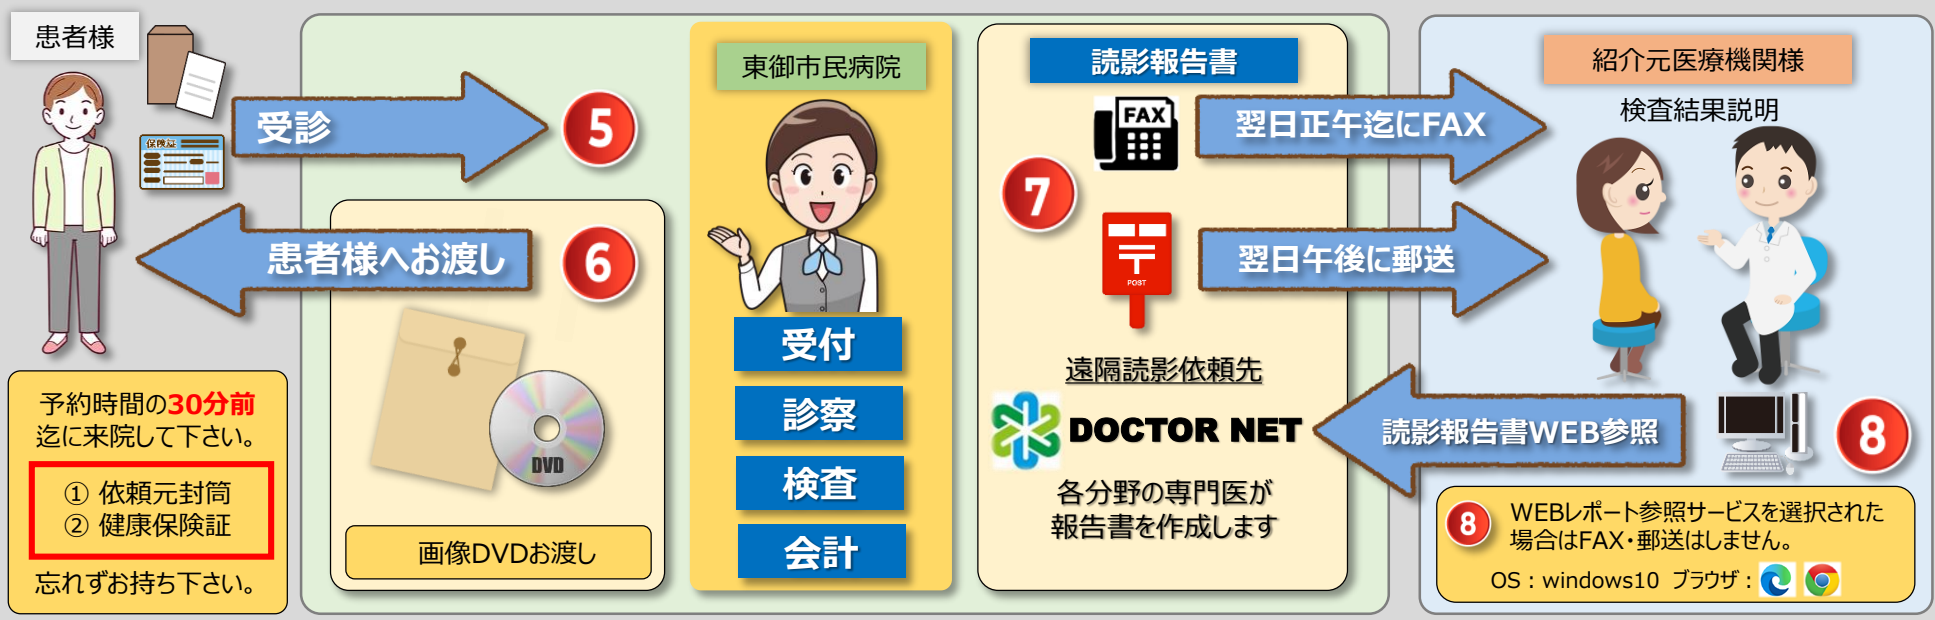 患者様
保険証
受診
5
患者様へお渡し
6
DVD
画像DVDお渡し
予約時間の30分前
迄に来院して下さい。
① 依頼元封筒
② 健康保険証
忘れずお持ち下さい。
東御市民病院
受付
診察
検査
会計
読影報告書
FAX
翌日正午迄にFAX
7
POST
翌日午後に郵送
遠隔読影依頼先
DOCTOR NET
各分野の専門医が
報告書を作成します
紹介元医療機関様
検査結果説明
読影報告書WEB参照
8
8
WEBレポート参照サービスを選択された
場合はFAX・郵送はしません。
OS：windows10 ブラウザ：